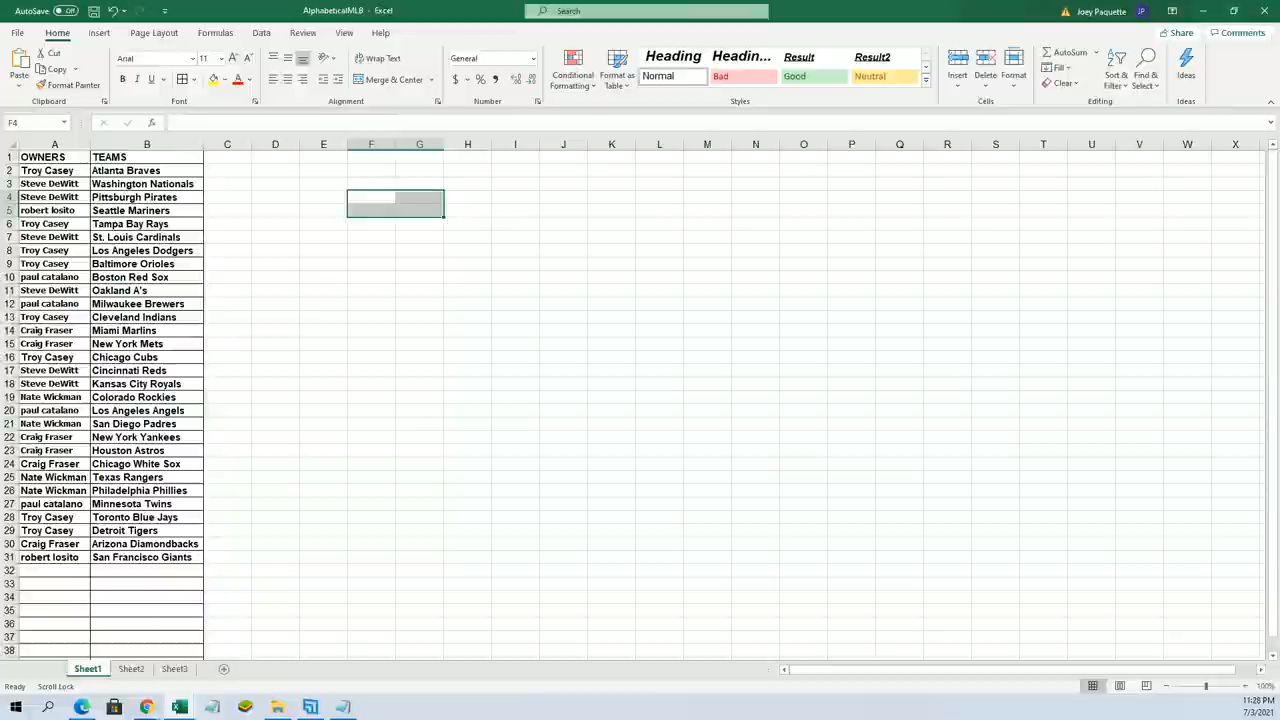 AutoSave Off AlphabeticalMLB - Excel Search Joey Paquette JP
File Home Insert Page Layout Formulas Data Review View Help Share Comments
Paste Cut Copy Format Painter Clipboard
Arial 11 A A B I U A Font
Wrap Text Merge & Center Alignment
General $ % Number
Conditional Formatting Format as Table
Heading Headin... Result Result2
Normal Bad Good Neutral
Styles
Insert Delete Format Cells
AutoSum Fill Clear Sort & Filter Find & Select Editing
Ideas Ideas
F4 fx
A B C D E F G H I J K L M N O P Q R S T U V W X
1 OWNERS TEAMS
2 Troy Casey Atlanta Braves
3 Steve DeWitt Washington Nationals
4 Steve DeWitt Pittsburgh Pirates
5 robert losito Seattle Mariners
6 Troy Casey Tampa Bay Rays
7 Steve DeWitt St. Louis Cardinals
8 Troy Casey Los Angeles Dodgers
9 Troy Casey Baltimore Orioles
10 paul catalano Boston Red Sox
11 Steve DeWitt Oakland A's
12 paul catalano Milwaukee Brewers
13 Troy Casey Cleveland Indians
14 Craig Fraser Miami Marlins
15 Craig Fraser New York Mets
16 Troy Casey Chicago Cubs
17 Steve DeWitt Cincinnati Reds
18 Steve DeWitt Kansas City Royals
19 Nate Wickman Colorado Rockies
20 paul catalano Los Angeles Angels
21 Nate Wickman San Diego Padres
22 Craig Fraser New York Yankees
23 Craig Fraser Houston Astros
24 Craig Fraser Chicago White Sox
25 Nate Wickman Texas Rangers
26 Nate Wickman Philadelphia Phillies
27 paul catalano Minnesota Twins
28 Troy Casey Toronto Blue Jays
29 Troy Casey Detroit Tigers
30 Craig Fraser Arizona Diamondbacks
31 robert losito San Francisco Giants
32
33
34
35
36
37
38
Sheet1 Sheet2 Sheet3
Ready Scroll Lock 100%
11:28 PM
7/3/2021